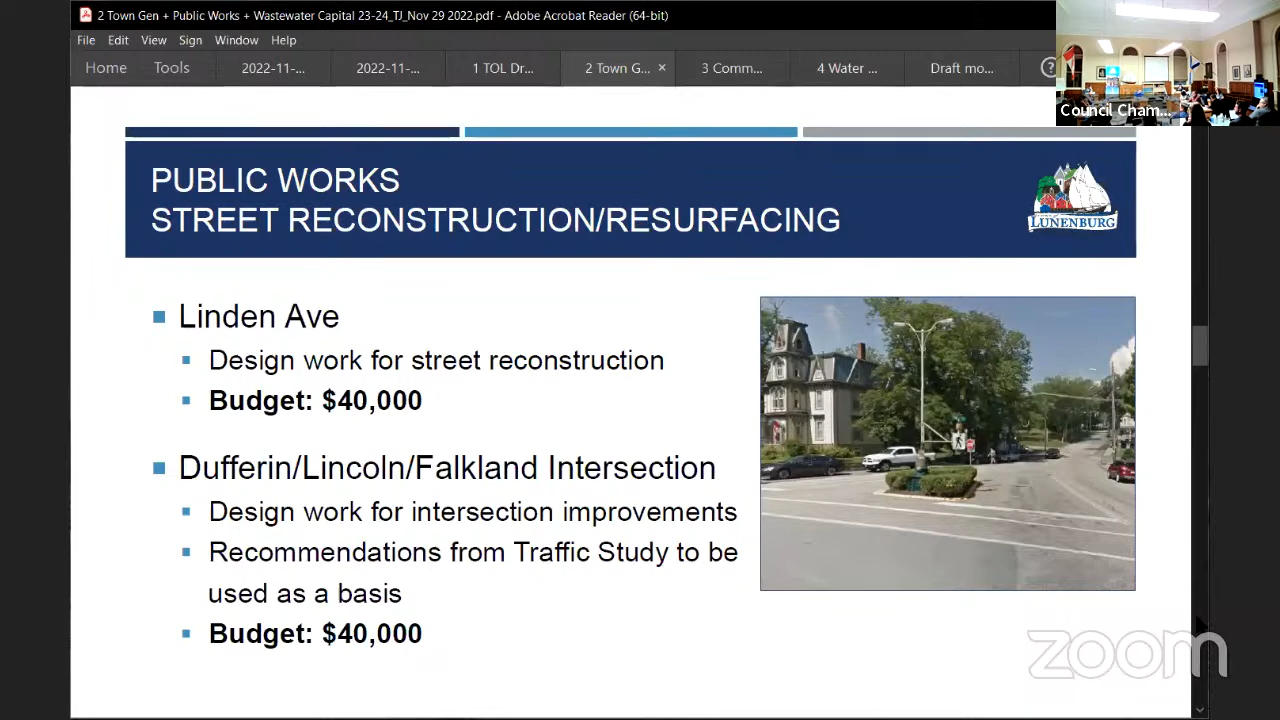 2 Town Gen + Public Works + Wastewater Capital 23-24_TJ_Nov 29 2022.pdf - Adobe Acrobat Reader (64-bit)
File Edit View Sign Window Help
Home Tools 2022-11-... 2022-11-... 1 TOL Dr... 2 Town G... × 3 Comm... 4 Water ... Draft mo... ?
Council Cham...
PUBLIC WORKS
STREET RECONSTRUCTION/RESURFACING
LUNENBURG
Linden Ave
Design work for street reconstruction
Budget: $40,000
Dufferin/Lincoln/Falkland Intersection
Design work for intersection improvements
Recommendations from Traffic Study to be
used as a basis
Budget: $40,000
zoom